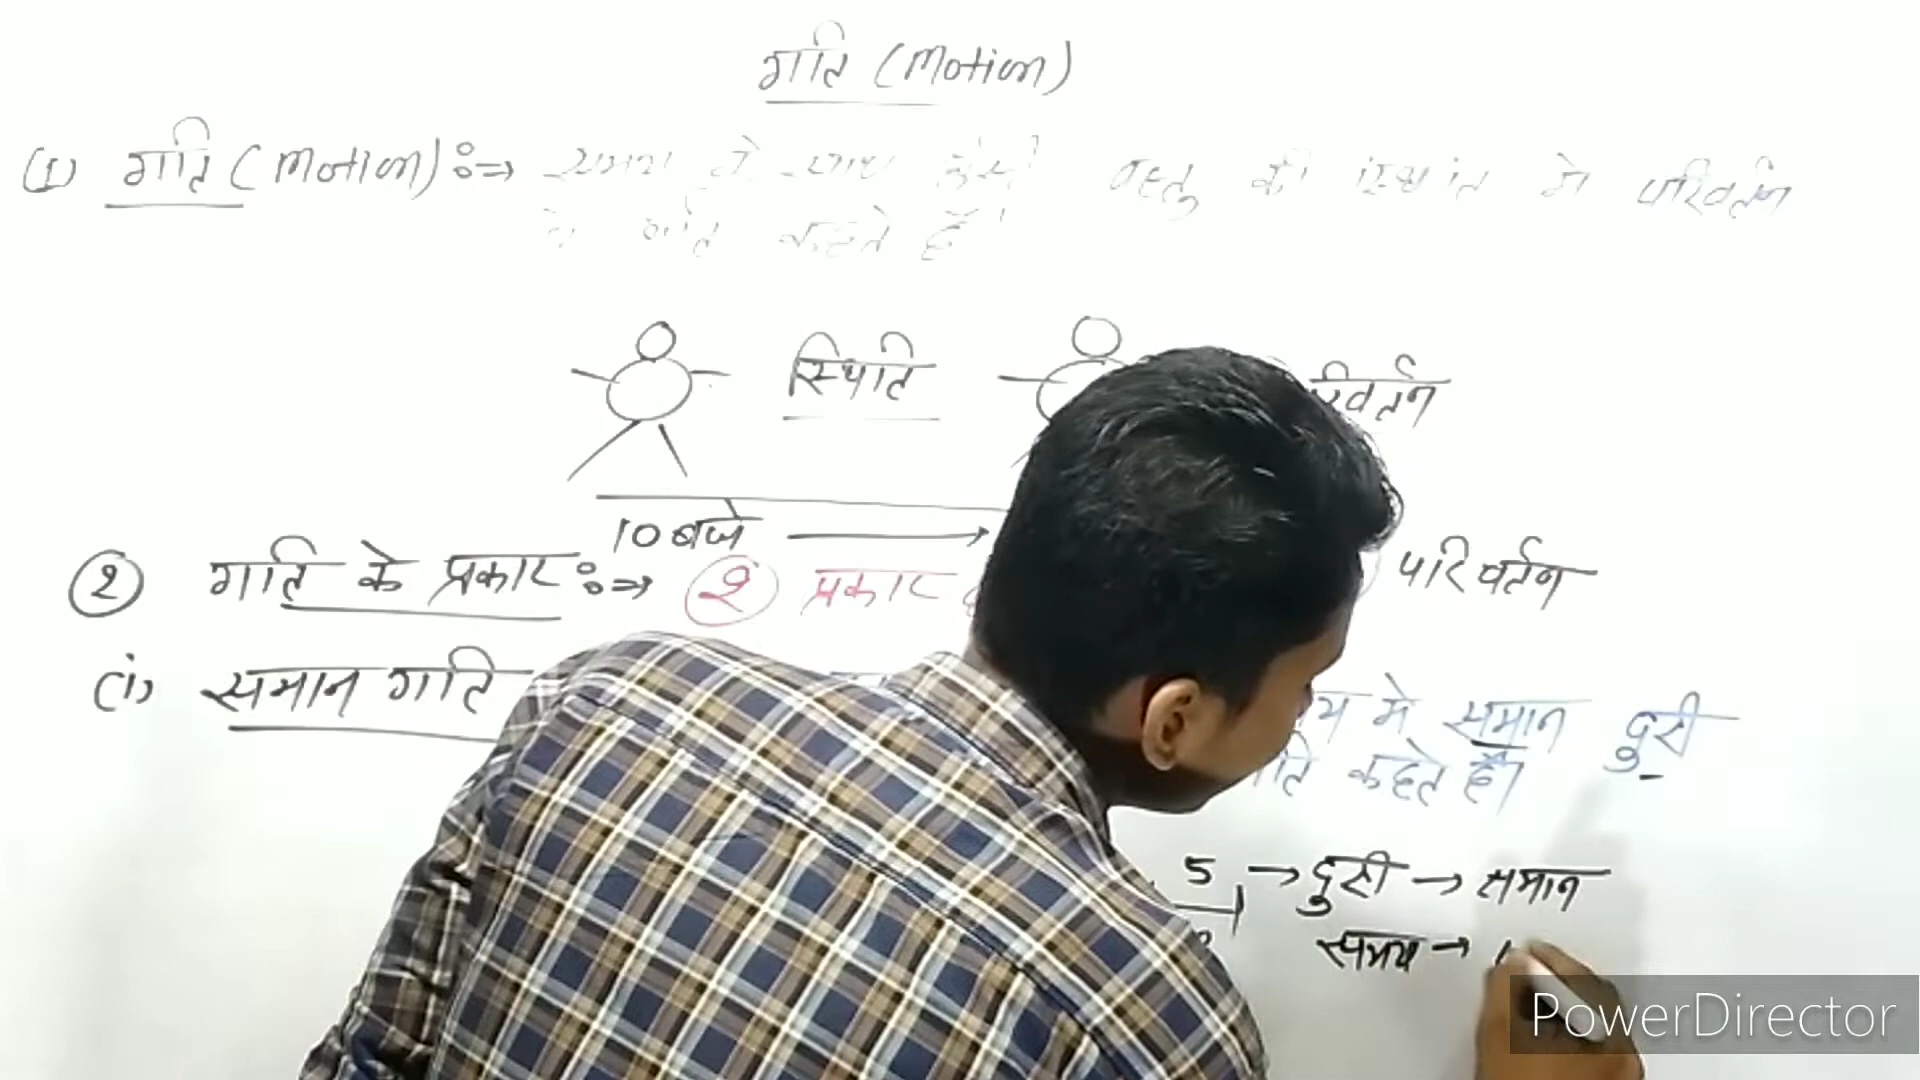 गति (Motion)
(1) गति (Motion) :→ समय के साथ किसी वस्तु की स्थिति में परिवर्तन
को गति कहते हैं।
स्थिति
रिवर्तन
10 बजे →
② गति के प्रकार :→ ② प्रकार परिवर्तन
(i) समान गति
य मे समान दुरी
ति कहते हैं।
5 → दुरी → समान
समय →
PowerDirector